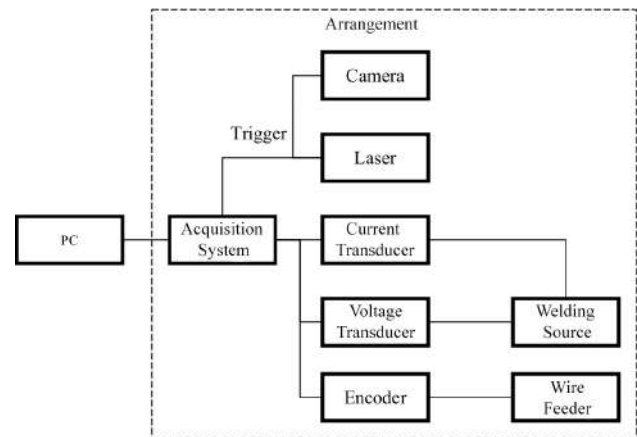 Arrangement
Camera
Trigger
Laser
PC
Acquisition
System
Current
Transducer
Voltage
Transducer
Welding
Source
Encoder
Wire
Feeder